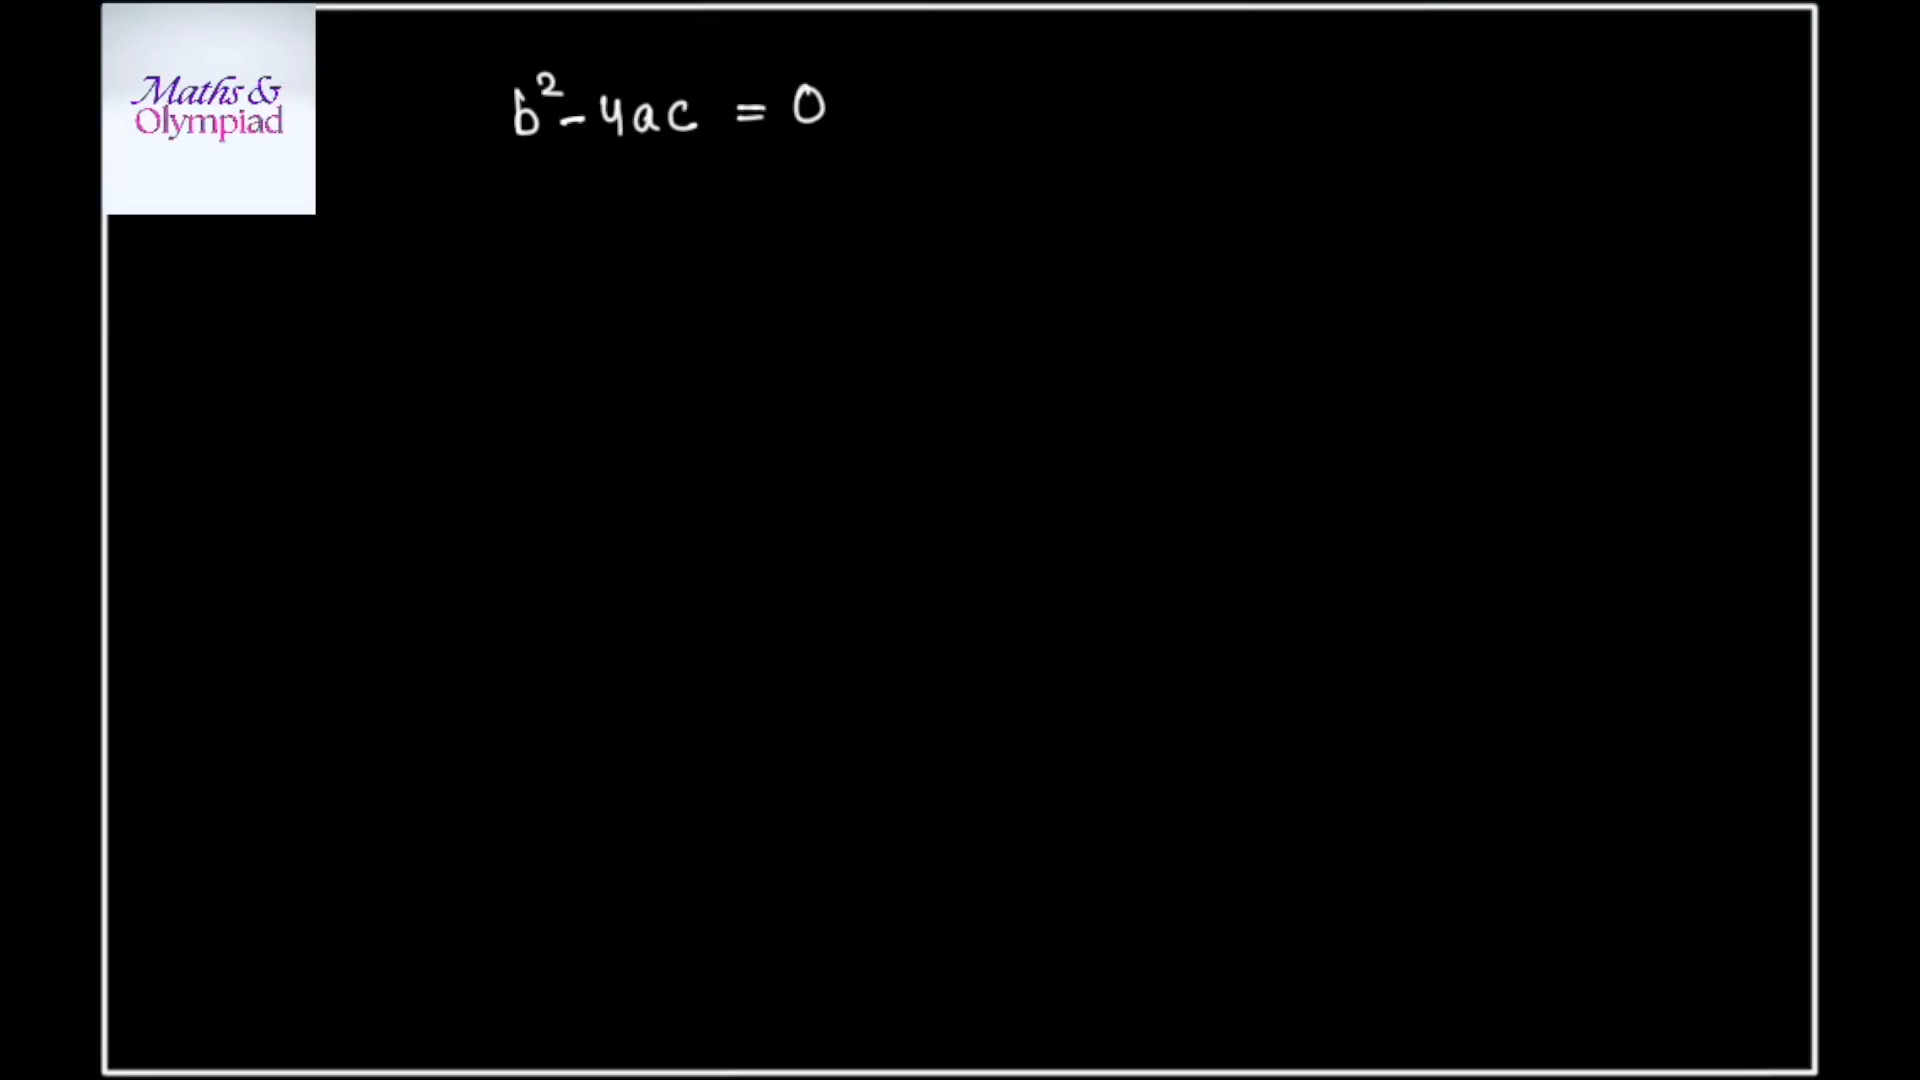 Maths &
Olympiad
b² - 4ac = 0